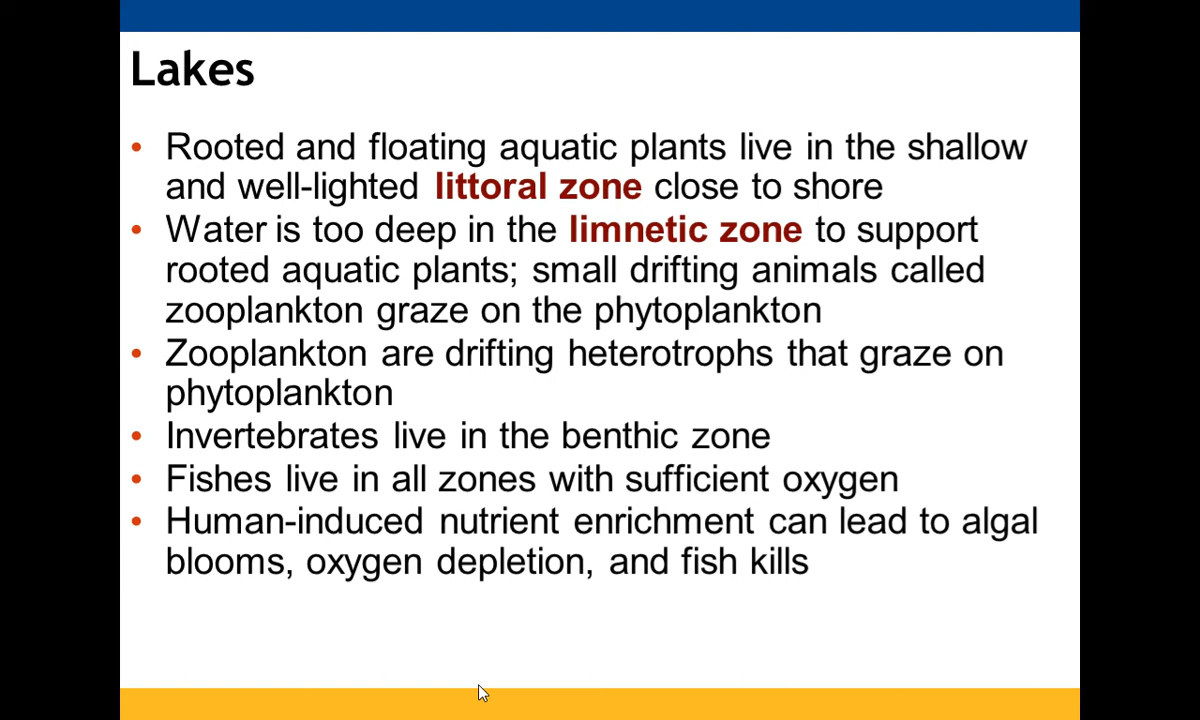 Lakes
• Rooted and floating aquatic plants live in the shallow
and well-lighted littoral zone close to shore
• Water is too deep in the limnetic zone to support
rooted aquatic plants; small drifting animals called
zooplankton graze on the phytoplankton
• Zooplankton are drifting heterotrophs that graze on
phytoplankton
• Invertebrates live in the benthic zone
• Fishes live in all zones with sufficient oxygen
• Human-induced nutrient enrichment can lead to algal
blooms, oxygen depletion, and fish kills